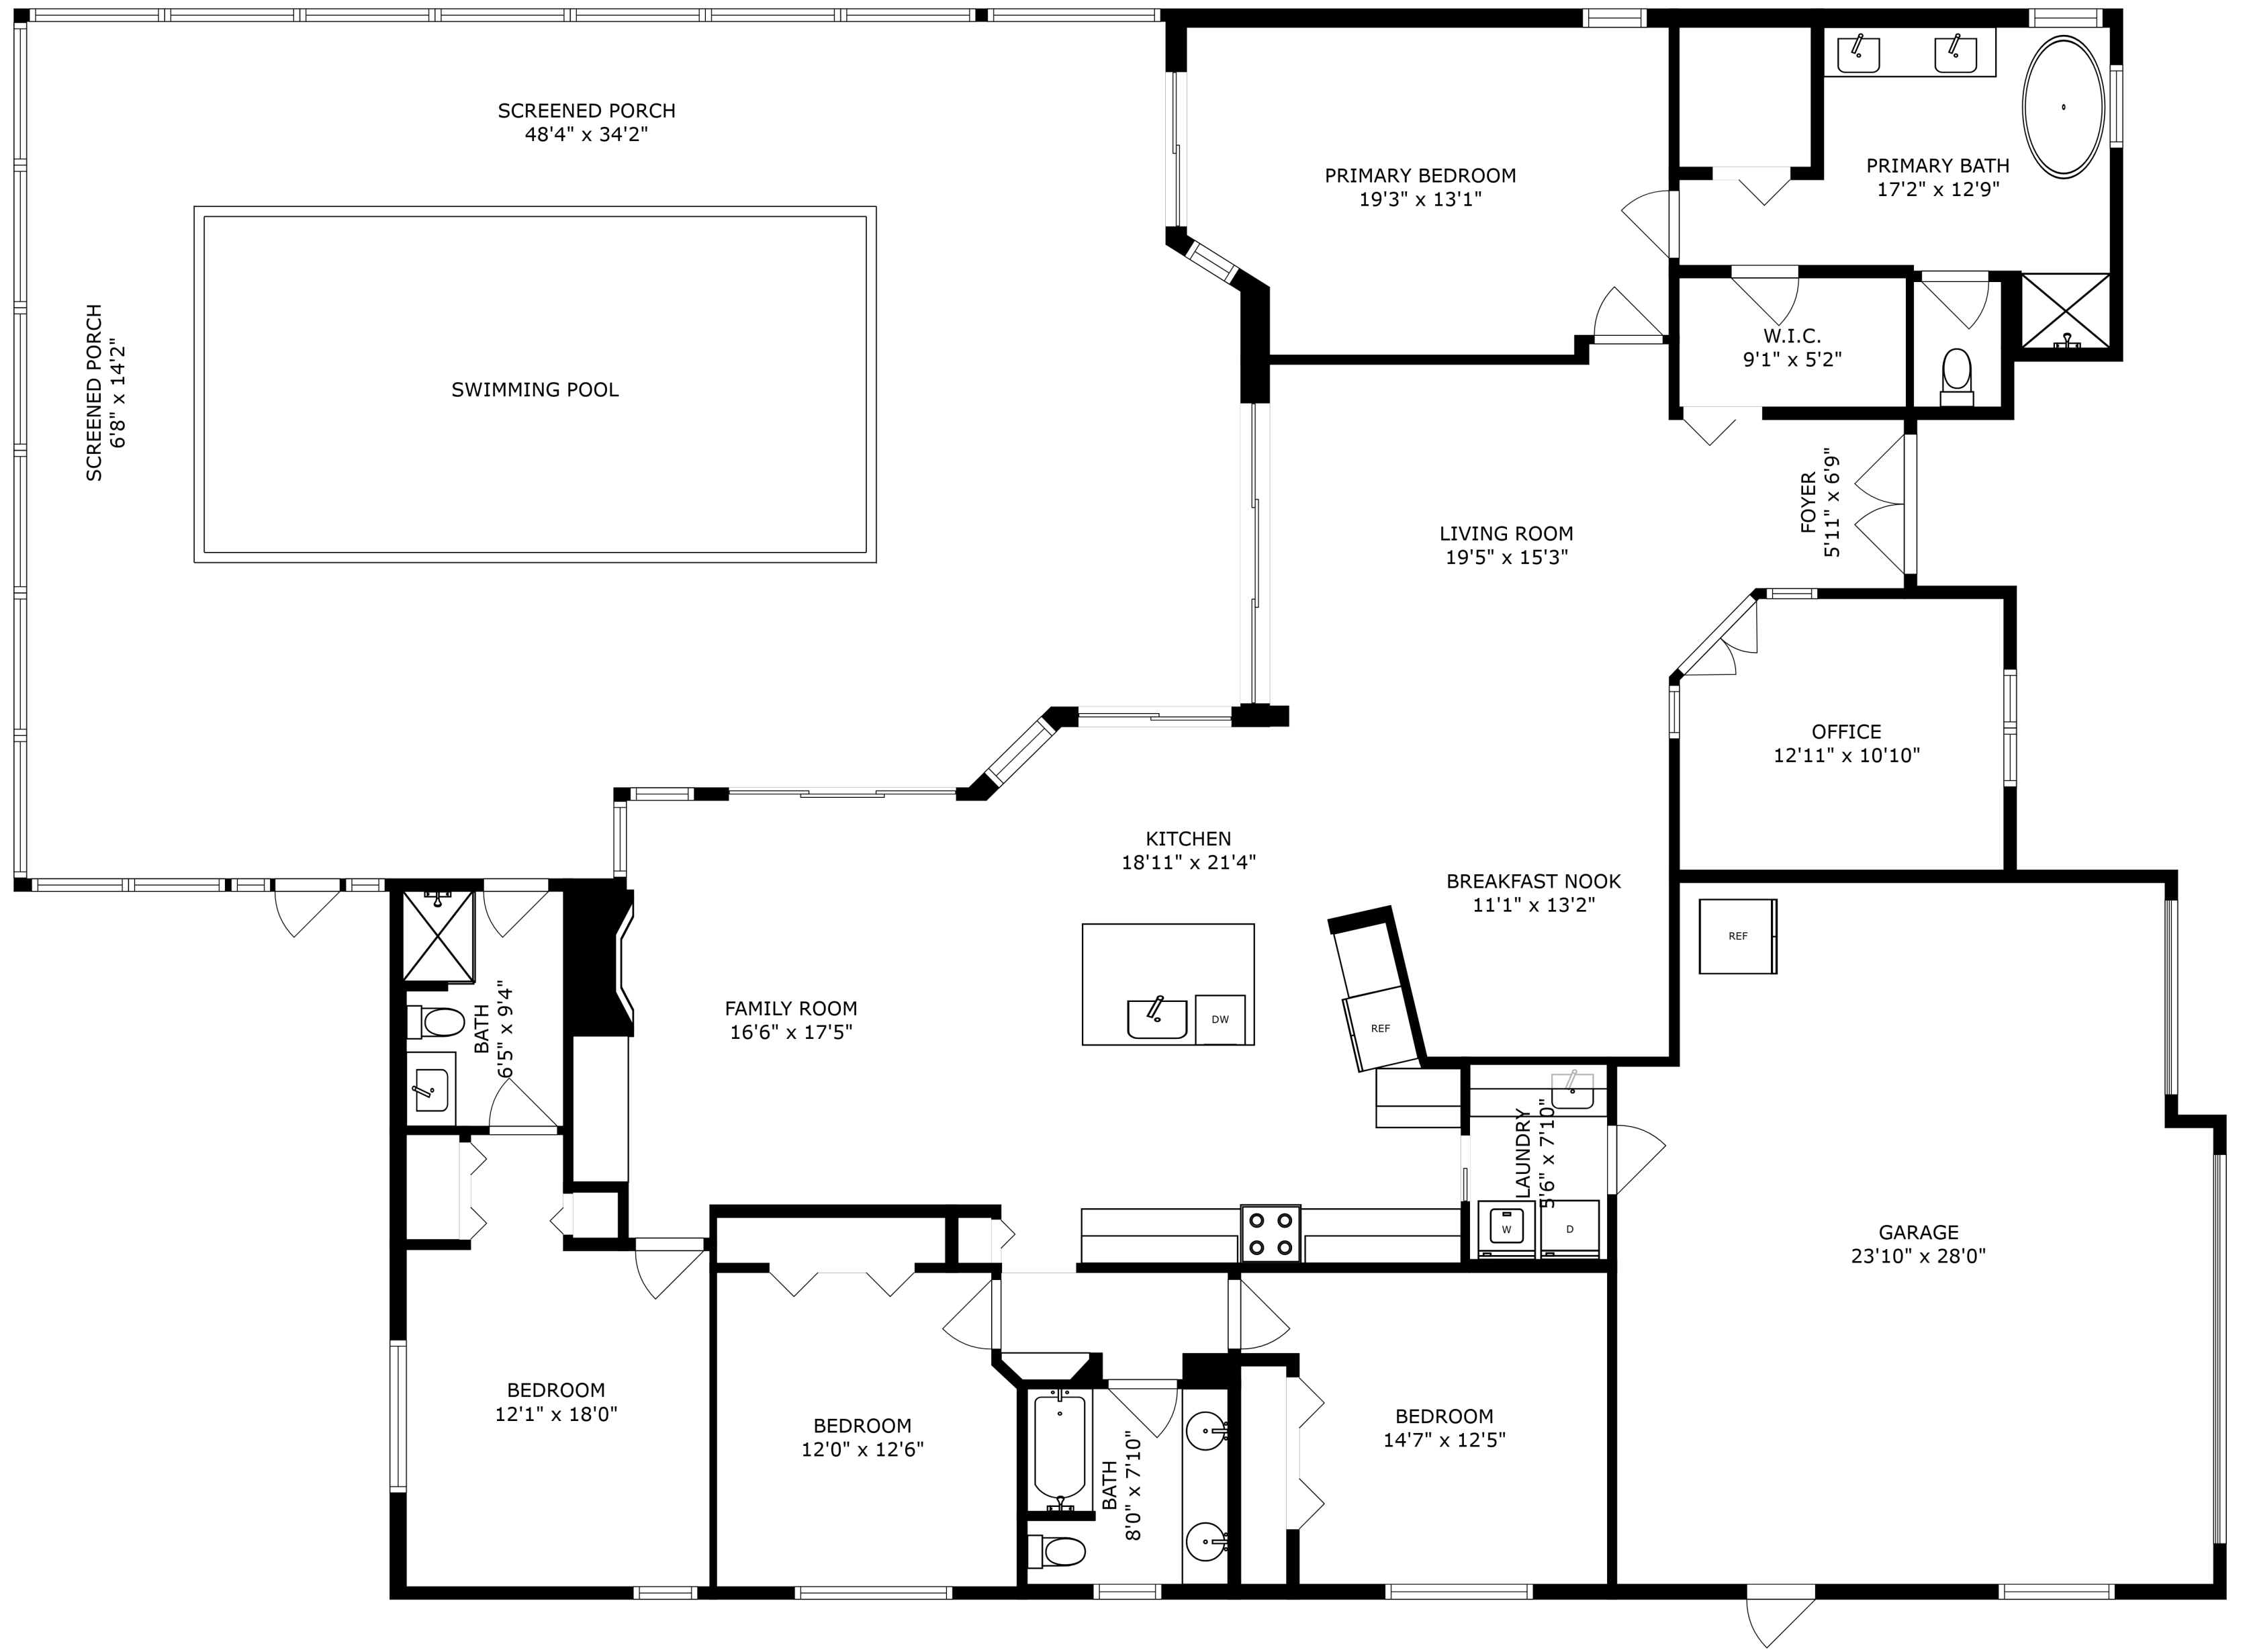 SCREENED PORCH
48'4" x 34'2"
PRIMARY BEDROOM
19'3" x 13'1"
PRIMARY BATH
17'2" x 12'9"
SCREENED PORCH
6'8" x 14'2"
SWIMMING POOL
W.I.C.
9'1" x 5'2"
FOYER
5'11" x 6'9"
LIVING ROOM
19'5" x 15'3"
OFFICE
12'11" x 10'10"
KITCHEN
18'11" x 21'4"
BREAKFAST NOOK
11'1" x 13'2"
REF
FAMILY ROOM
16'6" x 17'5"
DW
REF
BATH
6'5" x 9'4"
LAUNDRY
5'6" x 7'10"
W
D
GARAGE
23'10" x 28'0"
BEDROOM
12'1" x 18'0"
BEDROOM
12'0" x 12'6"
BATH
8'0" x 7'10"
BEDROOM
14'7" x 12'5"